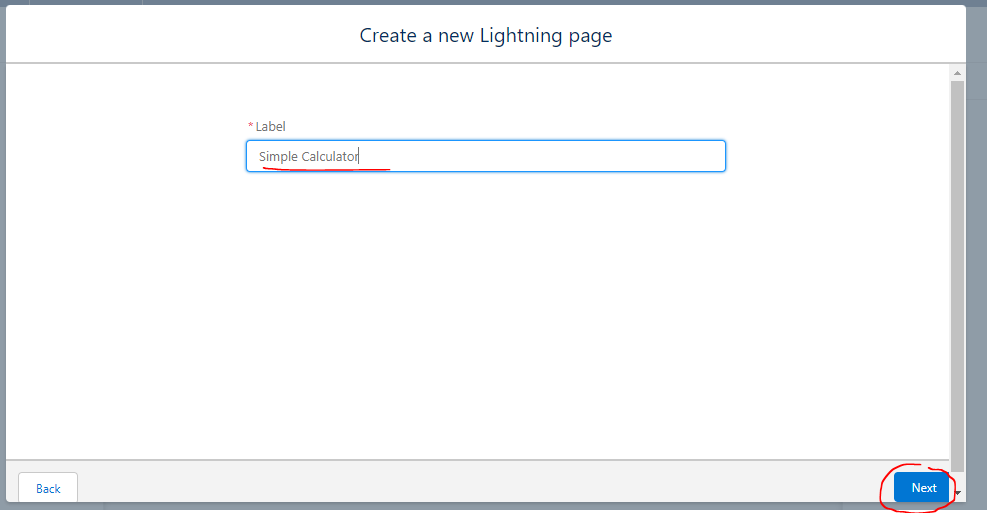 Create a new Lightning page
*Label
Simple Calculator
Back
Next